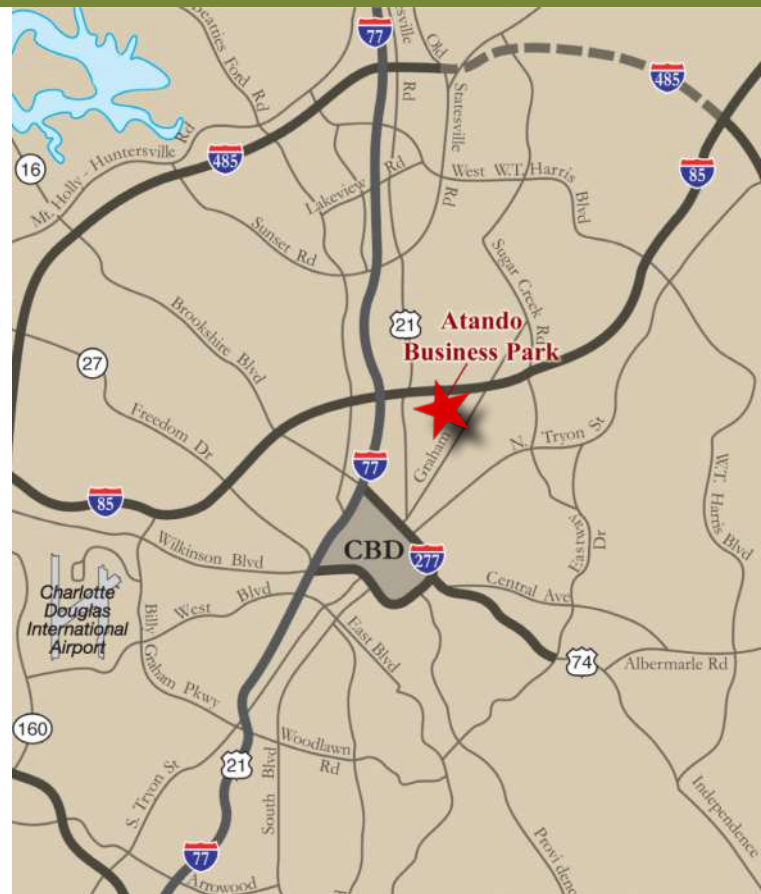 Beatties Ford Rd
77
Old Statesville Rd
485
485
16
Mt. Holly - Huntersville Rd
Lakeview Rd
West W.T. Harris Blvd
85
Sunset Rd
Sugar Creek Rd
Brookshire Blvd
21
Atando
Business Park
27
Freedom Dr
Graham
N. Tryon St
77
85
W.T. Harris Blvd
Wilkinson Blvd
CBD
277
Eastway Dr
Charlotte
Douglas
International
Airport
West Blvd
Central Ave
Billy Graham Pkwy
East Blvd
74
Albemarle Rd
160
21
Woodlawn
Rd
S. Tryon St
South Blvd
Independence
Providenc
77
Arrowood